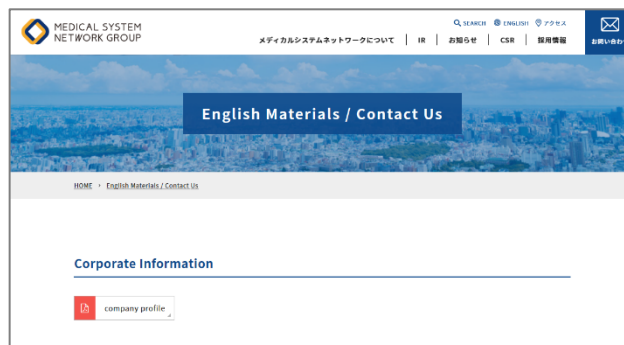 MEDICAL SYSTEM
NETWORK GROUP
SEARCH ENGLISH アクセス
メディカルシステムネットワークについて IR お知らせ CSR 採用情報
お問い合わ
English Materials / Contact Us
HOME › English Materials / Contact Us
Corporate Information
company profile